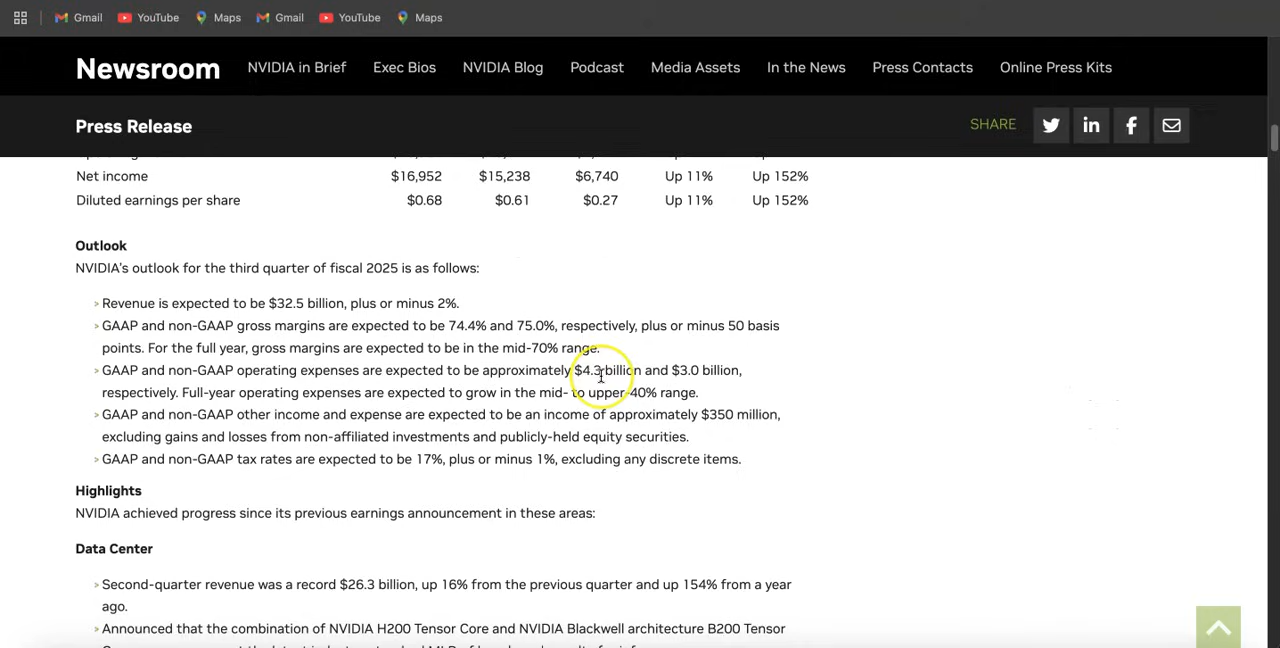 Gmail YouTube Maps Gmail YouTube Maps
Newsroom NVIDIA in Brief Exec Bios NVIDIA Blog Podcast Media Assets In the News Press Contacts Online Press Kits
Press Release SHARE
Net income $16,952 $15,238 $6,740 Up 11% Up 152%
Diluted earnings per share $0.68 $0.61 $0.27 Up 11% Up 152%
Outlook
NVIDIA's outlook for the third quarter of fiscal 2025 is as follows:
› Revenue is expected to be $32.5 billion, plus or minus 2%.
› GAAP and non-GAAP gross margins are expected to be 74.4% and 75.0%, respectively, plus or minus 50 basis
points. For the full year, gross margins are expected to be in the mid-70% range.
› GAAP and non-GAAP operating expenses are expected to be approximately $4.3 billion and $3.0 billion,
respectively. Full-year operating expenses are expected to grow in the mid- to upper-40% range.
› GAAP and non-GAAP other income and expense are expected to be an income of approximately $350 million,
excluding gains and losses from non-affiliated investments and publicly-held equity securities.
› GAAP and non-GAAP tax rates are expected to be 17%, plus or minus 1%, excluding any discrete items.
Highlights
NVIDIA achieved progress since its previous earnings announcement in these areas:
Data Center
› Second-quarter revenue was a record $26.3 billion, up 16% from the previous quarter and up 154% from a year
ago.
› Announced that the combination of NVIDIA H200 Tensor Core and NVIDIA Blackwell architecture B200 Tensor